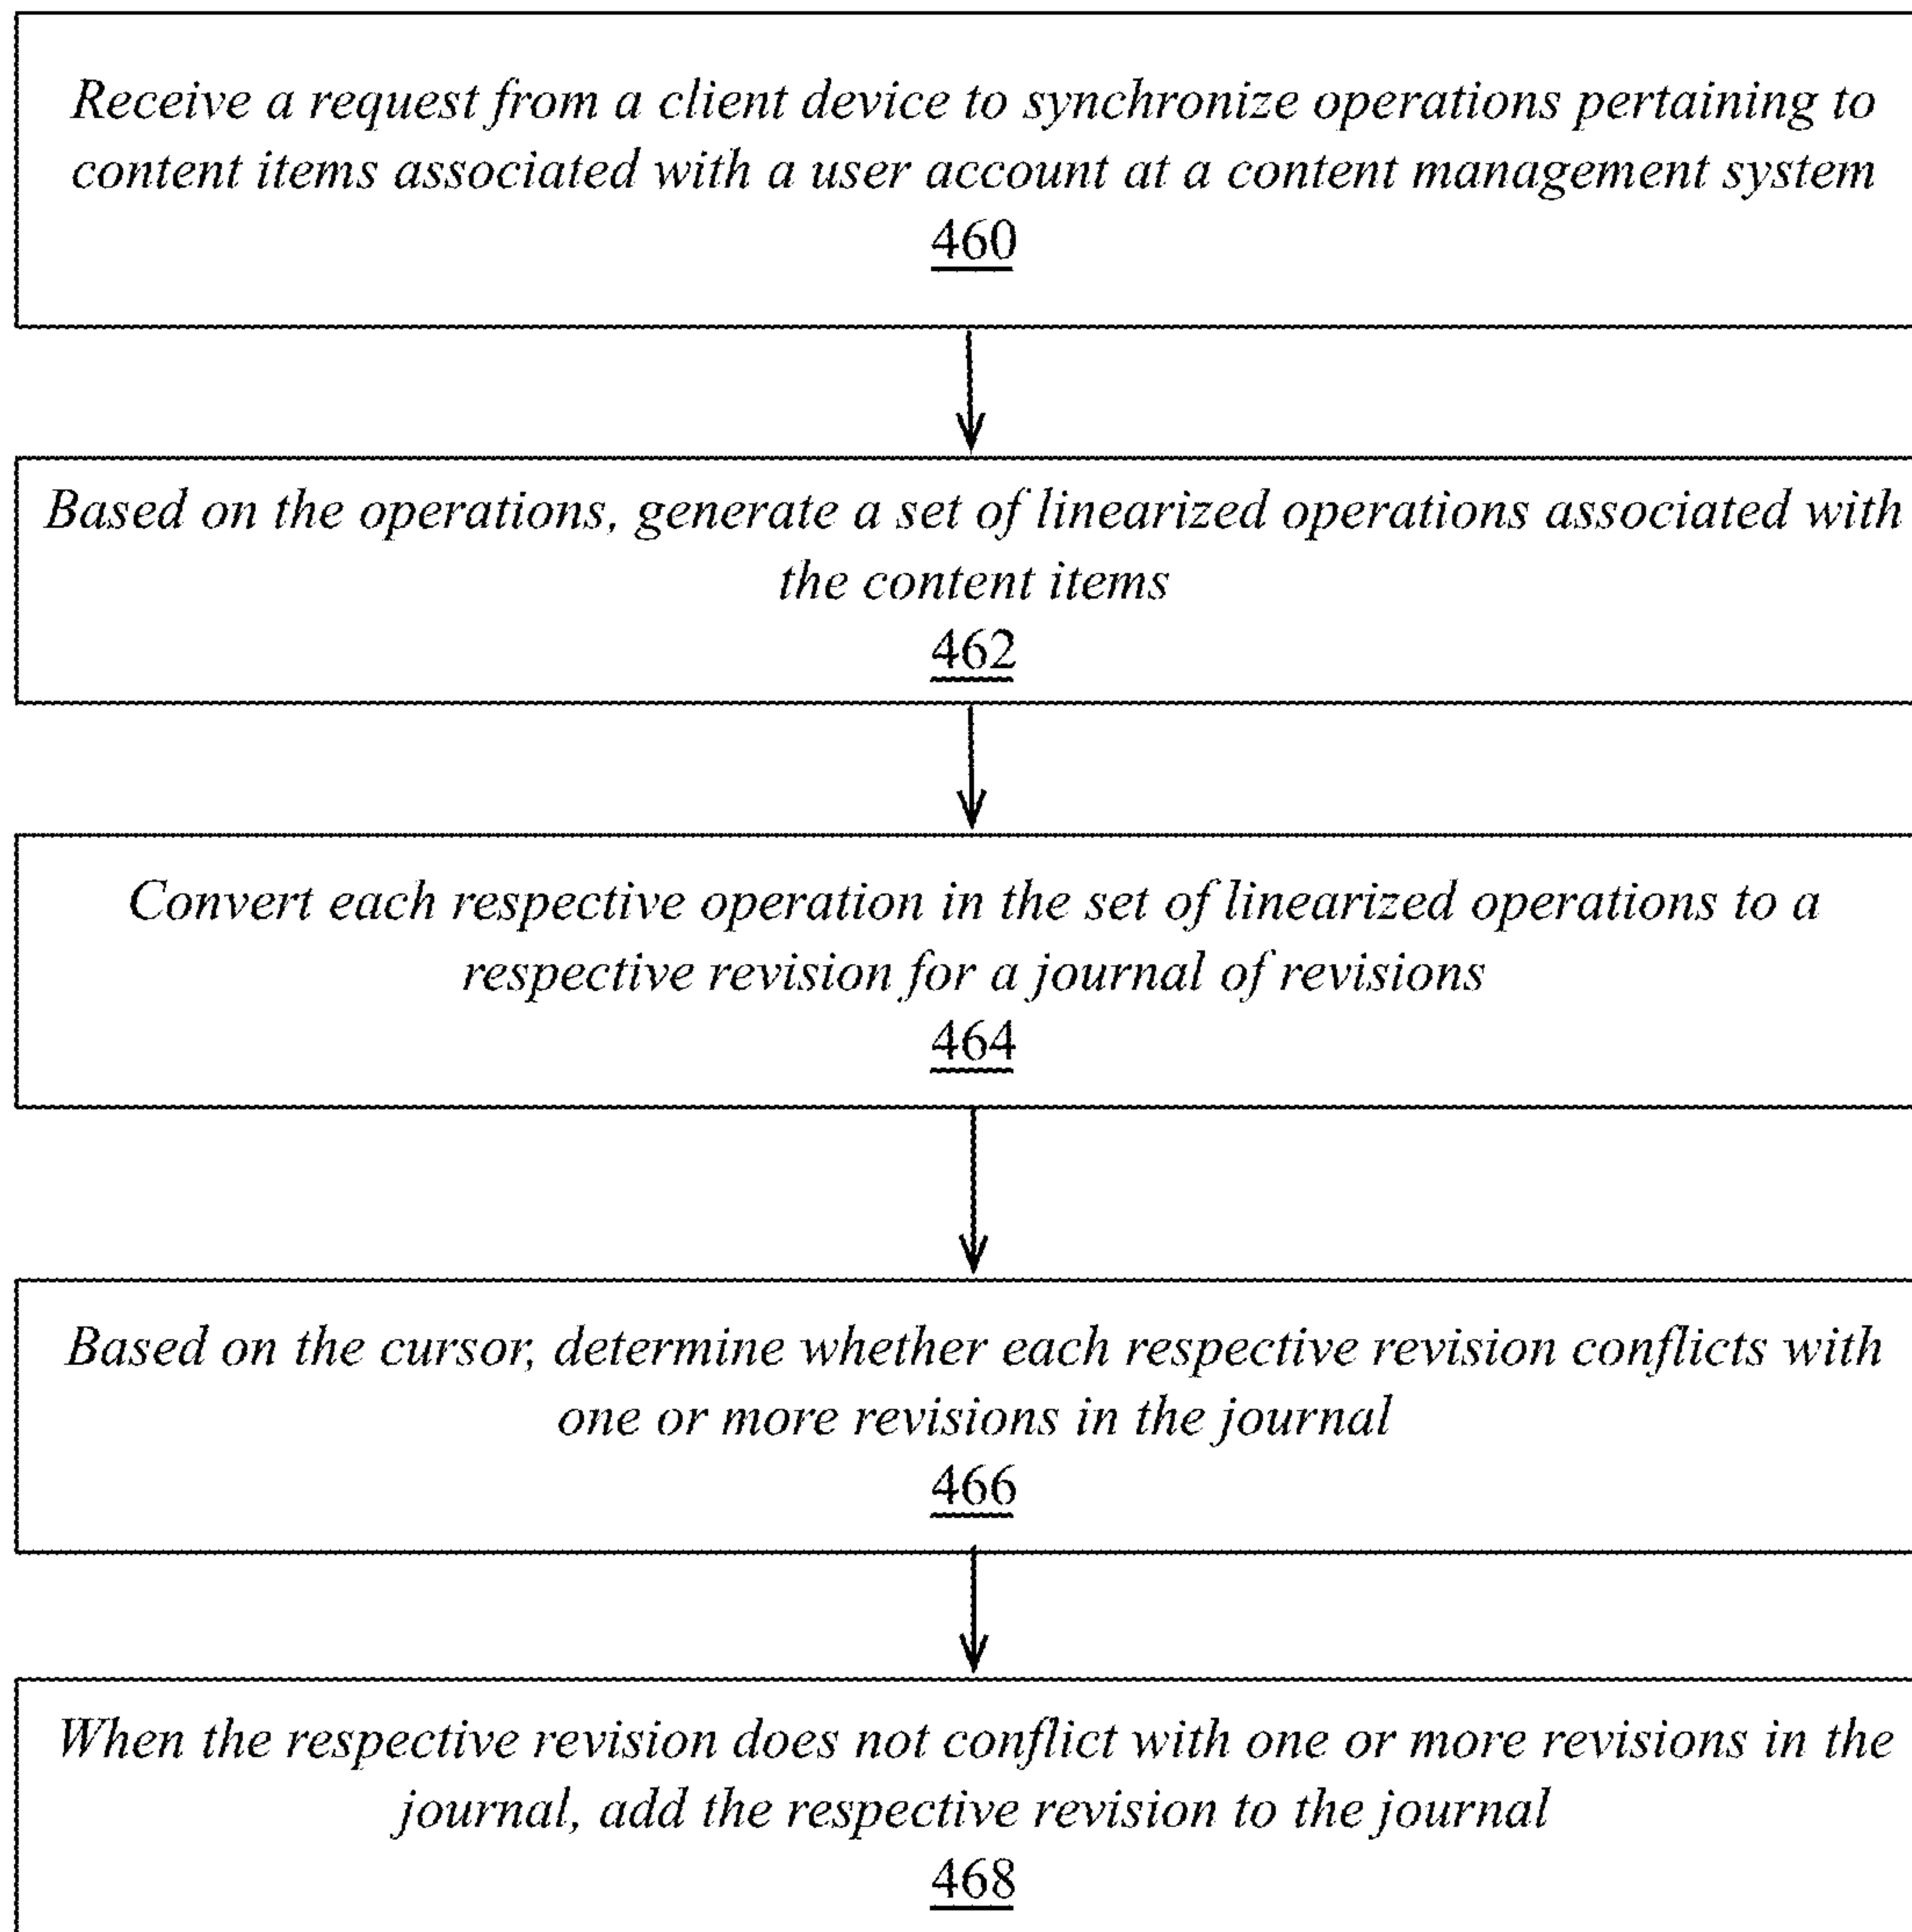 Receive a request from a client device to synchronize operations pertaining to
content items associated with a user account at a content management system
460
Based on the operations, generate a set of linearized operations associated with
the content items
462
Convert each respective operation in the set of linearized operations to a
respective revision for a journal of revisions
464
Based on the cursor, determine whether each respective revision conflicts with
one or more revisions in the journal
466
When the respective revision does not conflict with one or more revisions in the
journal, add the respective revision to the journal
468